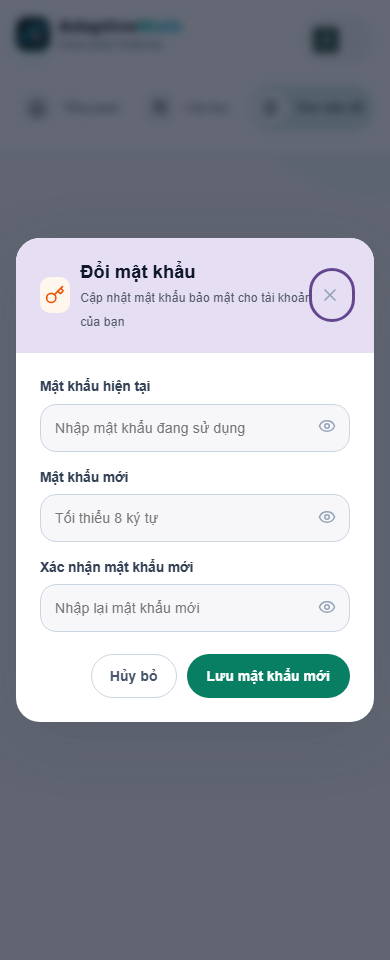 Đổi mật khẩu
Cập nhật mật khẩu bảo mật cho tài khoản
của bạn
Mật khẩu hiện tại
Nhập mật khẩu đang sử dụng
Mật khẩu mới
Tối thiểu 8 ký tự
Xác nhận mật khẩu mới
Nhập lại mật khẩu mới
Hủy bỏ
Lưu mật khẩu mới